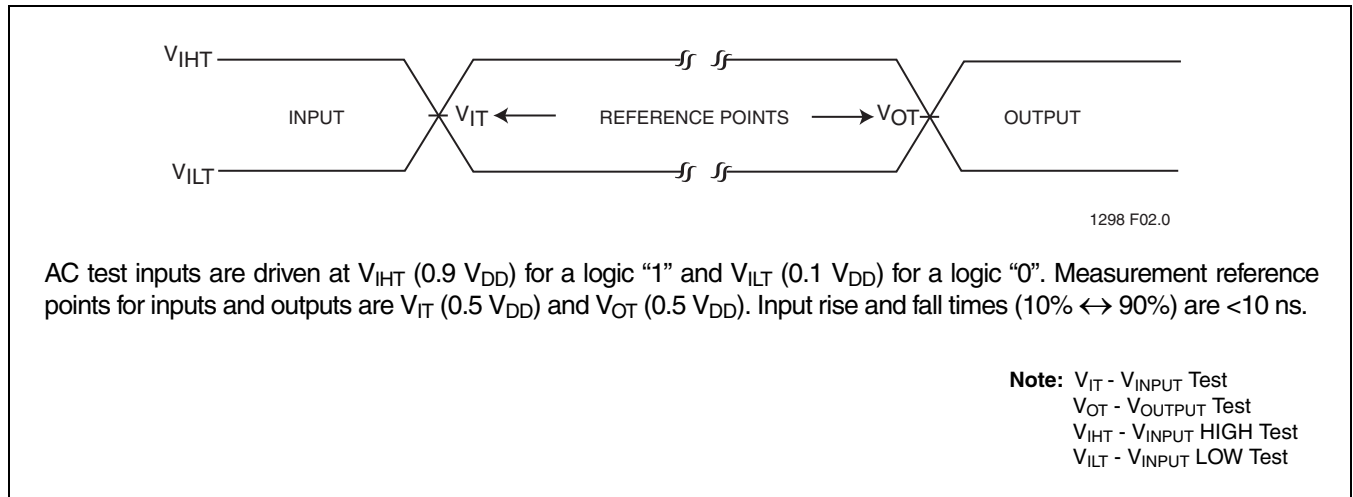 VIHT
INPUT VIT REFERENCE POINTS VOT OUTPUT
VILT
1298 F02.0
AC test inputs are driven at VIHT (0.9 VDD) for a logic “1” and VILT (0.1 VDD) for a logic “0”. Measurement reference
points for inputs and outputs are VIT (0.5 VDD) and VOT (0.5 VDD). Input rise and fall times (10% ↔ 90%) are <10 ns.
Note: VIT - VINPUT Test
VOT - VOUTPUT Test
VIHT - VINPUT HIGH Test
VILT - VINPUT LOW Test